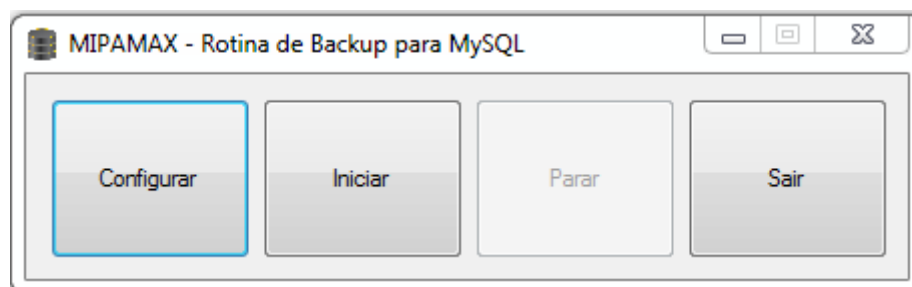 MIPAMAX - Rotina de Backup para MySQL
Configurar Iniciar Parar Sair